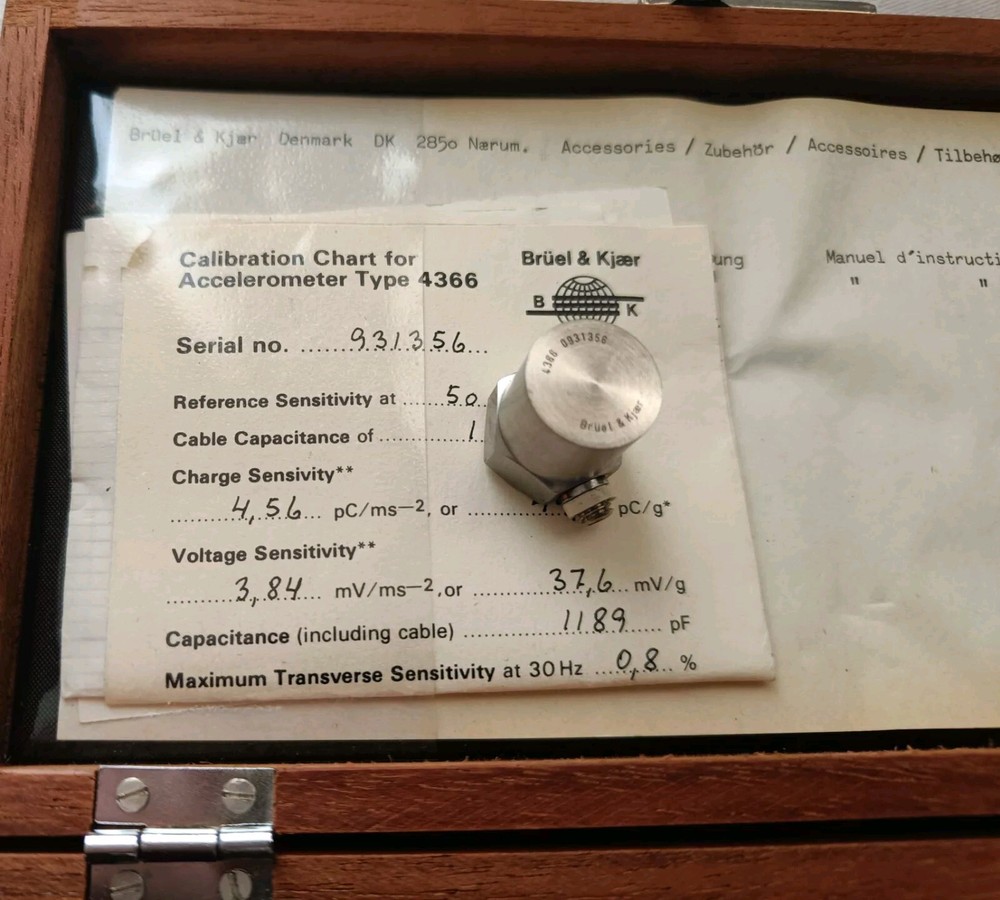 Brüel & Kjær Denmark DK 2850 Nærum. Accessories / Zubehör / Accessoires / Tilbehø
ung Manuel d'instructi
" "
Calibration Chart for
Accelerometer Type 4366
Brüel & Kjær
B K
Serial no. ......931356...
4366 0931356
Brüel & Kjær
Reference Sensitivity at ......50
Cable Capacitance of ..............1
Charge Sensivity**
.........4,56... pC/ms−2, or ............ pC/g*
Voltage Sensitivity**
.........3,84... mV/ms−2,or ............37,6... mV/g
Capacitance (including cable) ...............1189...... pF
Maximum Transverse Sensitivity at 30 Hz ...0,8.. %